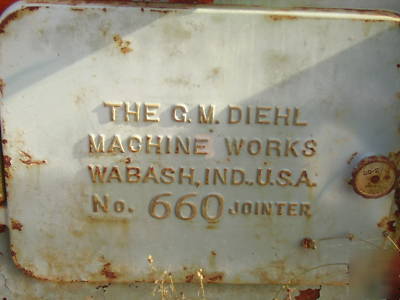 THE G.M. DIEHL
MACHINE WORKS
WABASH, IND., U.S.A.
No. 660 JOINTER